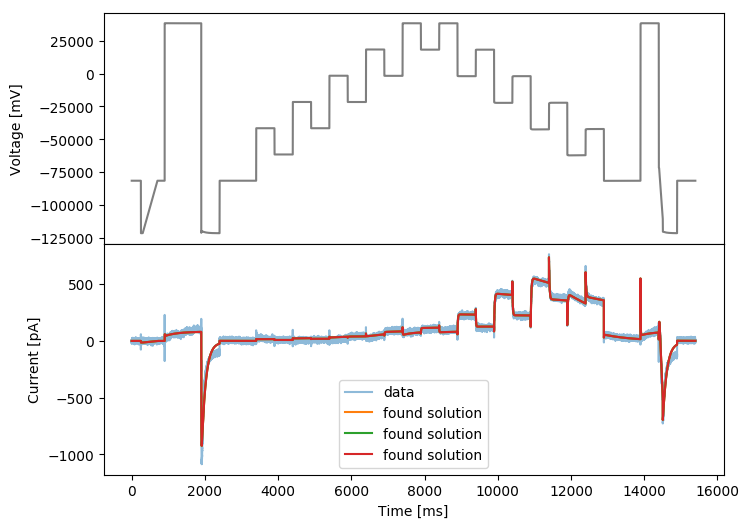 Voltage [mV]
25000
0
−25000
−50000
−75000
−100000
−125000
Current [pA]
500
0
−500
−1000
data
found solution
found solution
found solution
0 2000 4000 6000 8000 10000 12000 14000 16000
Time [ms]